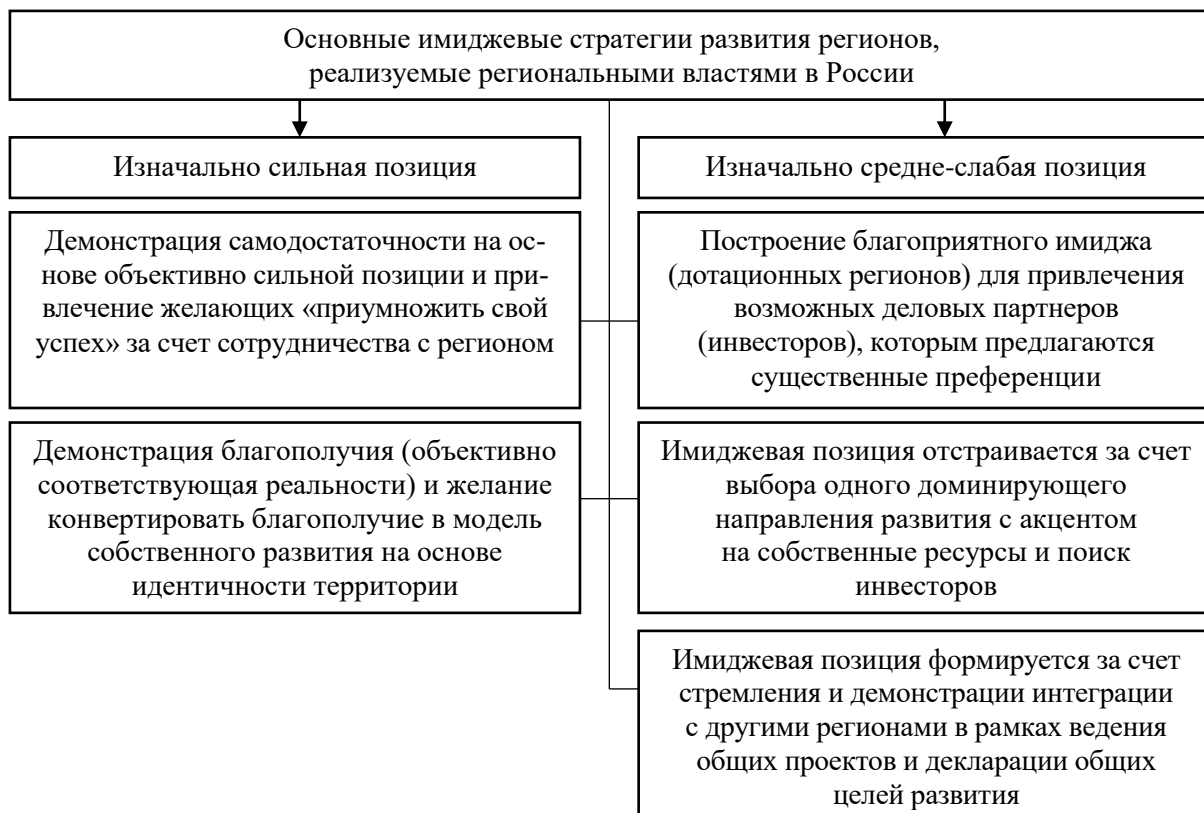 Основные имиджевые стратегии развития регионов,
реализуемые региональными властями в России
Изначально сильная позиция
Изначально средне-слабая позиция
Демонстрация самодостаточности на ос-
нове объективно сильной позиции и при-
влечение желающих «приумножить свой
успех» за счет сотрудничества с регионом
Построение благоприятного имиджа
(дотационных регионов) для привлечения
возможных деловых партнеров
(инвесторов), которым предлагаются
существенные преференции
Демонстрация благополучия (объективно
соответствующая реальности) и желание
конвертировать благополучие в модель
собственного развития на основе
идентичности территории
Имиджевая позиция отстраивается за счет
выбора одного доминирующего
направления развития с акцентом
на собственные ресурсы и поиск
инвесторов
Имиджевая позиция формируется за счет
стремления и демонстрации интеграции
с другими регионами в рамках ведения
общих проектов и декларации общих
целей развития